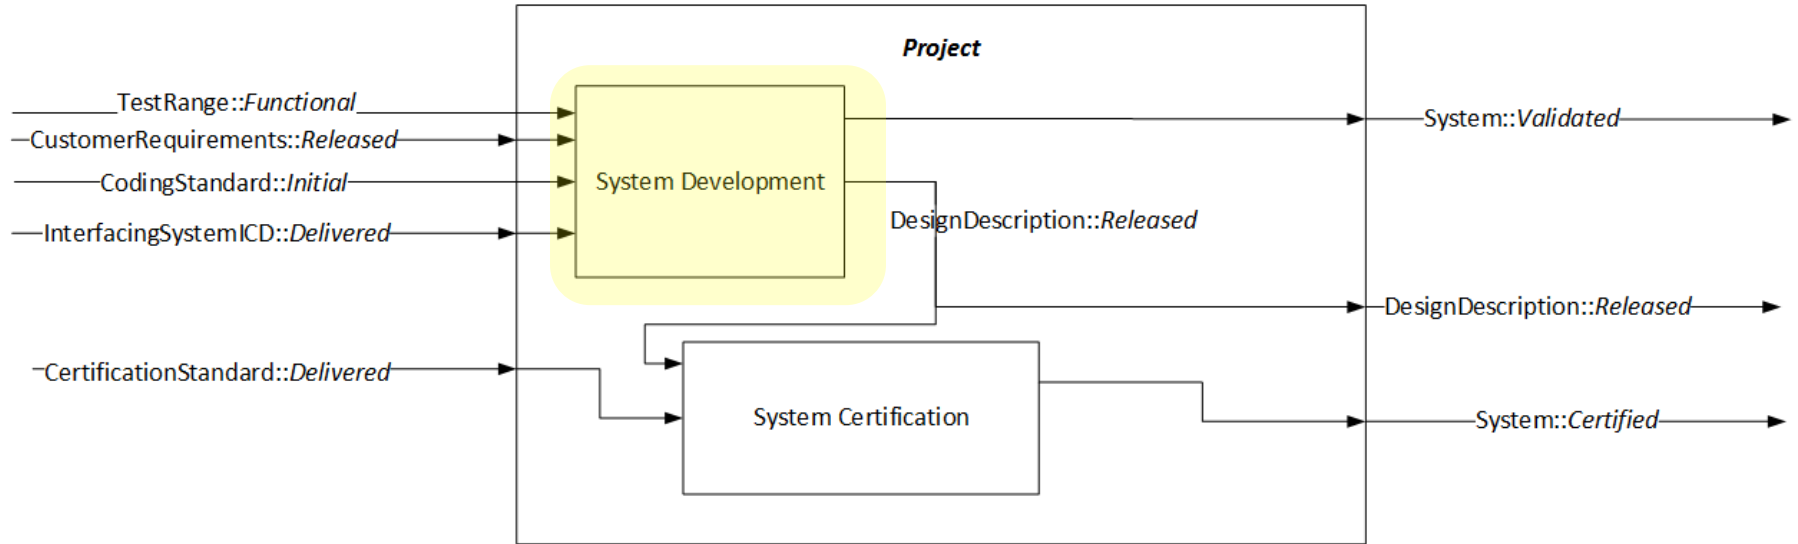 Project
TestRange::Functional
CustomerRequirements::Released
CodingStandard::Initial
InterfacingSystemICD::Delivered
System Development
System::Validated
DesignDescription::Released
DesignDescription::Released
CertificationStandard::Delivered
System Certification
System::Certified